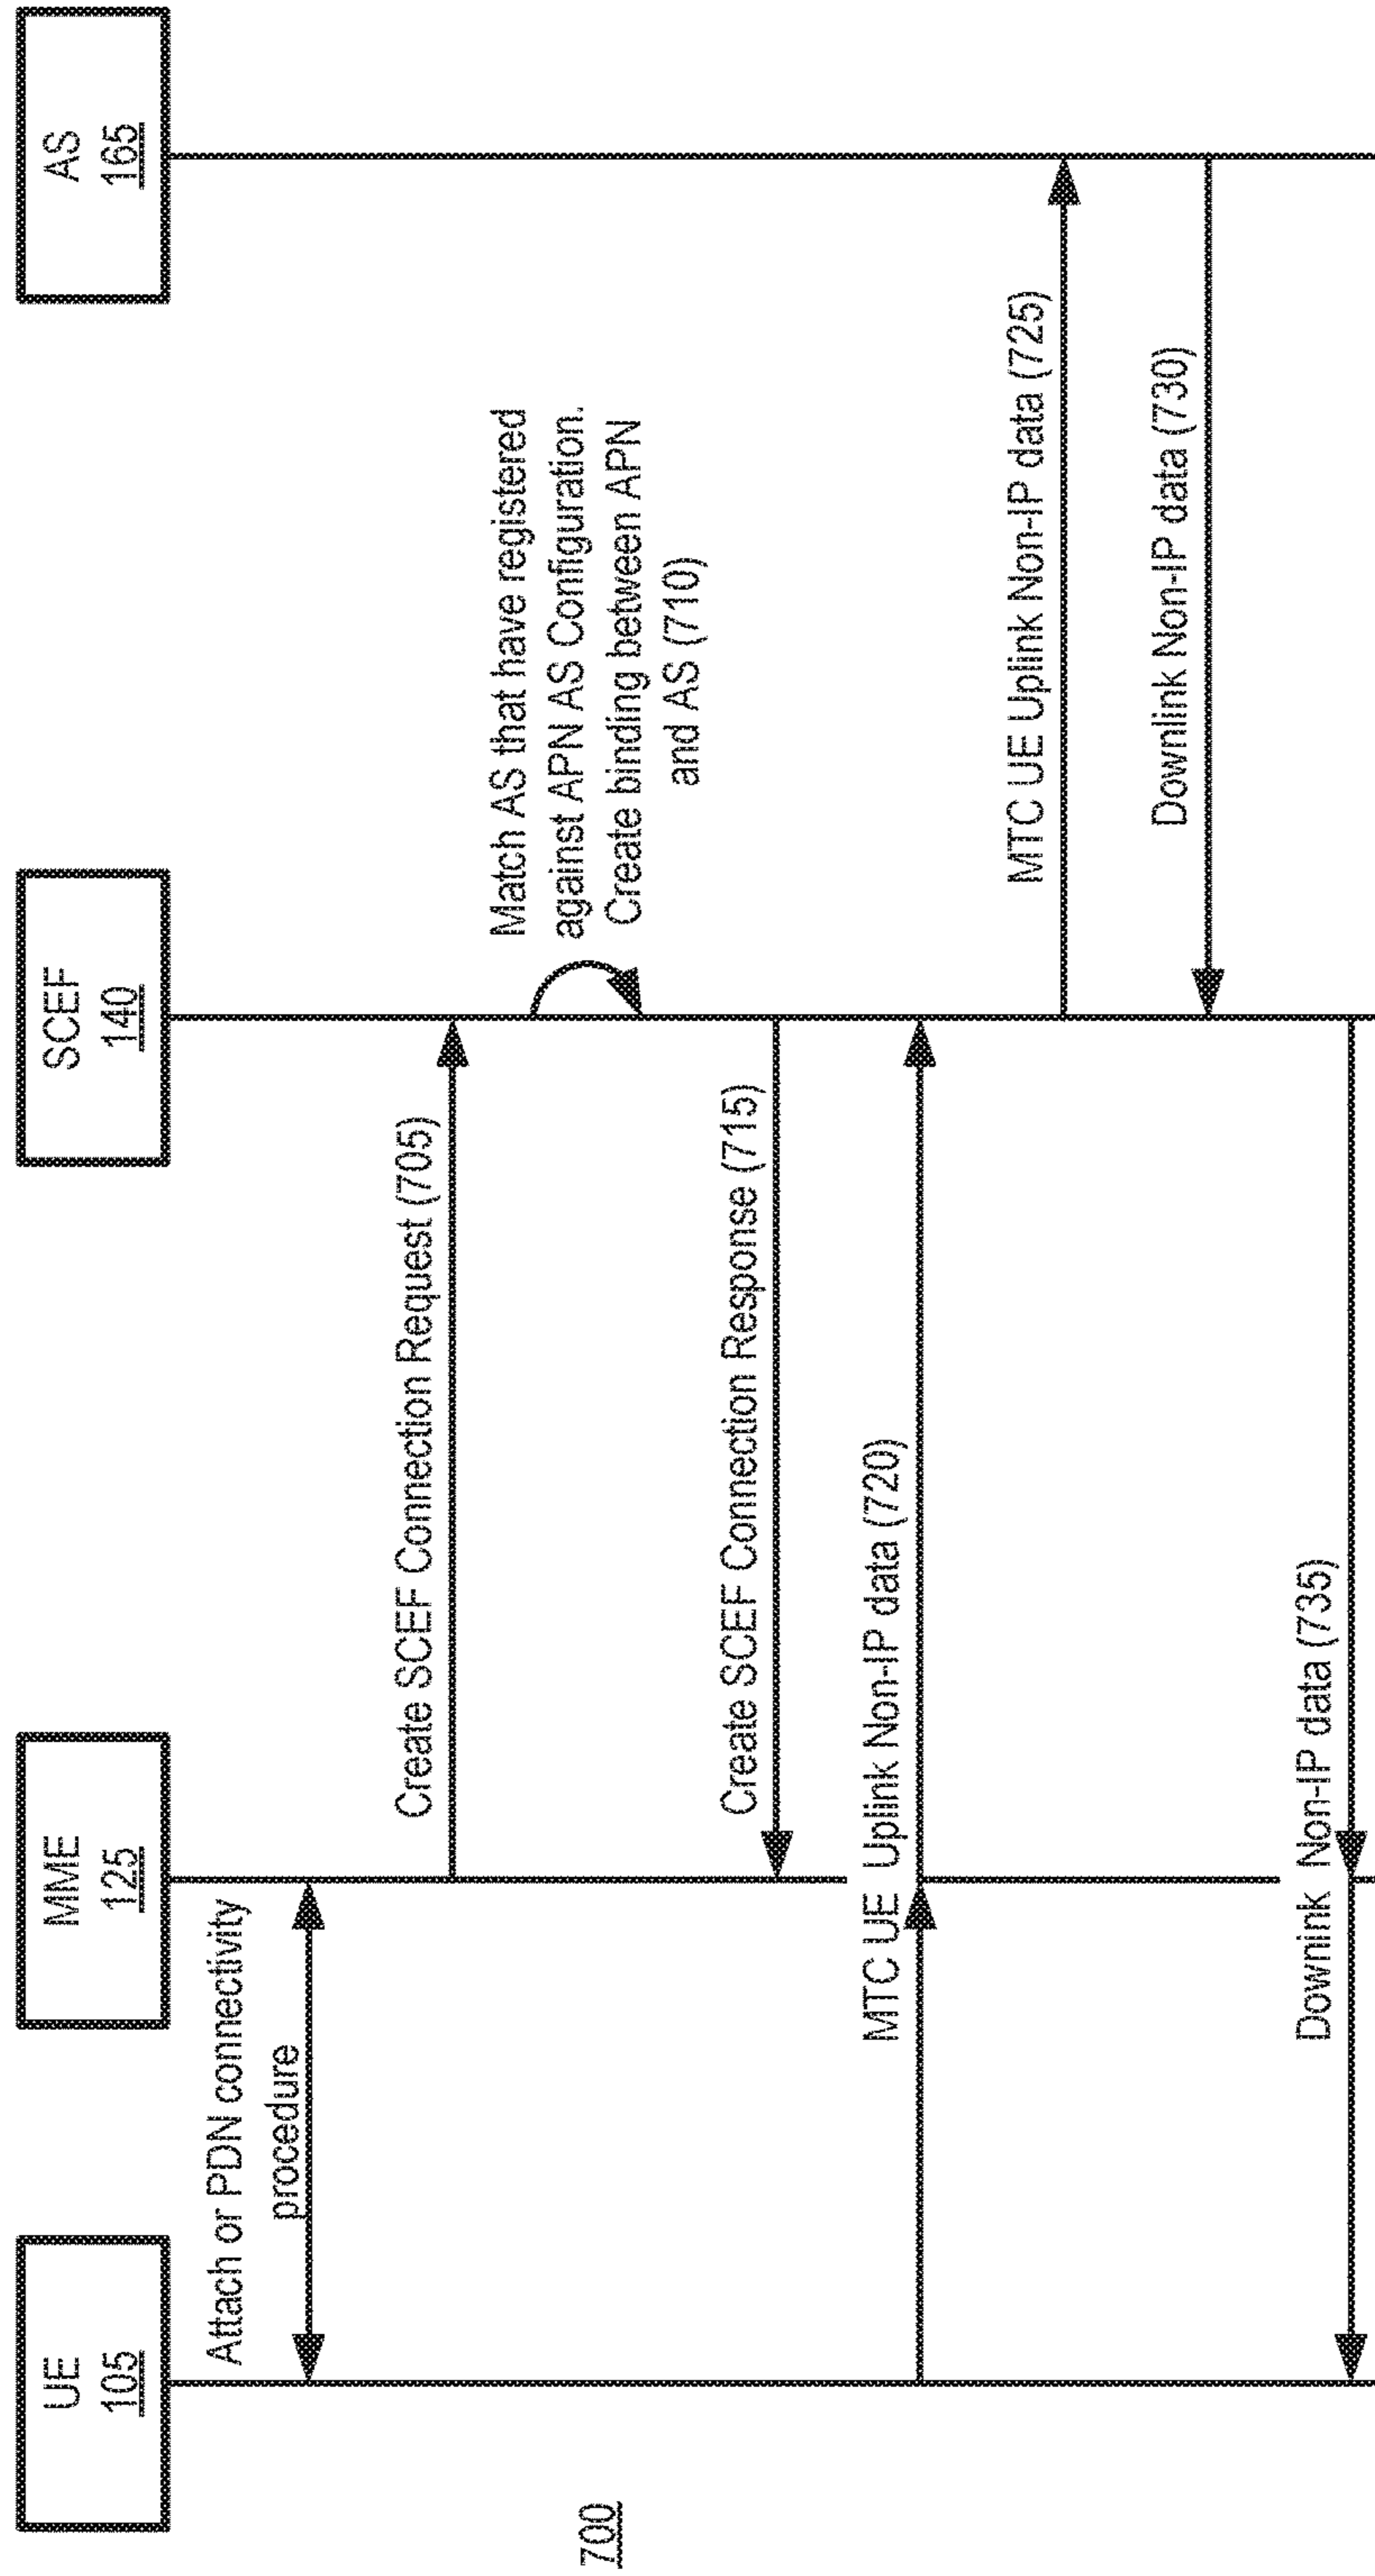 UE
105
MME
125
SCEF
140
AS
165
Attach or PDN connectivity
procedure
Create SCEF Connection Request (705)
Match AS that have registered
against APN AS Configuration.
Create binding between APN
and AS (710)
Create SCEF Connection Response (715)
MTC UE Uplink Non-IP data (720)
MTC UE Uplink Non-IP data (725)
Downlink Non-IP data (730)
Downink Non-IP data (735)
700